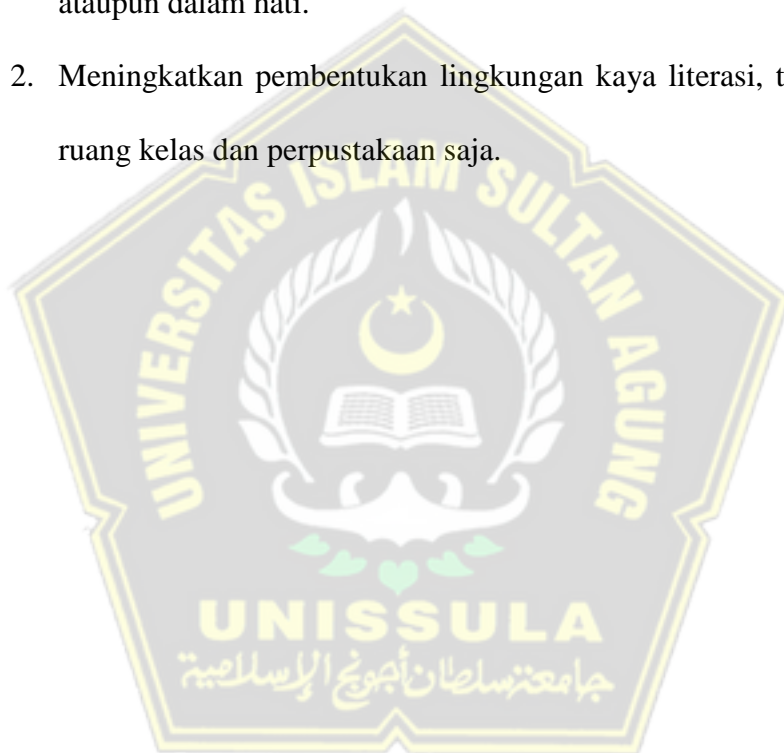 ataupun dalam hati.
2. Meningkatkan pembentukan lingkungan kaya literasi, t
ruang kelas dan perpustakaan saja.
UNIVERSITAS ISLAM SULTAN AGUNG
UNISSULA
جامعة سلطان أجونج الإسلامية